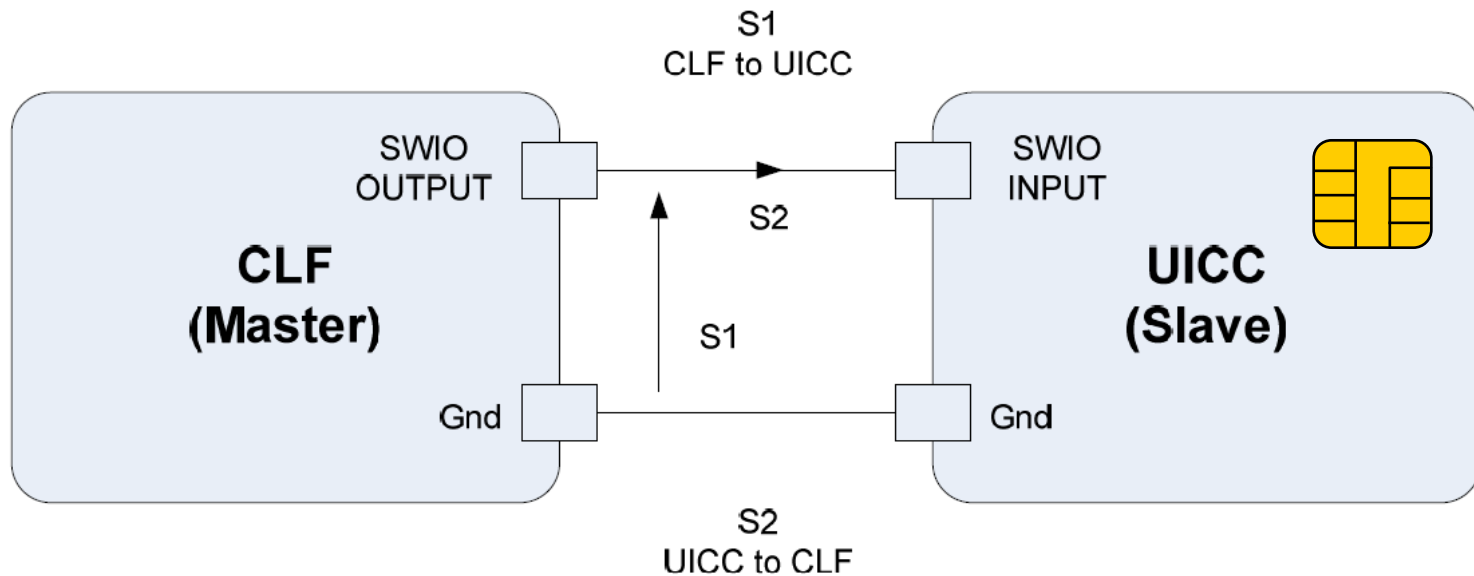 S1
CLF to UICC
SWIO
OUTPUT
SWIO
INPUT
S2
CLF
(Master)
UICC
(Slave)
S1
Gnd
Gnd
S2
UICC to CLF